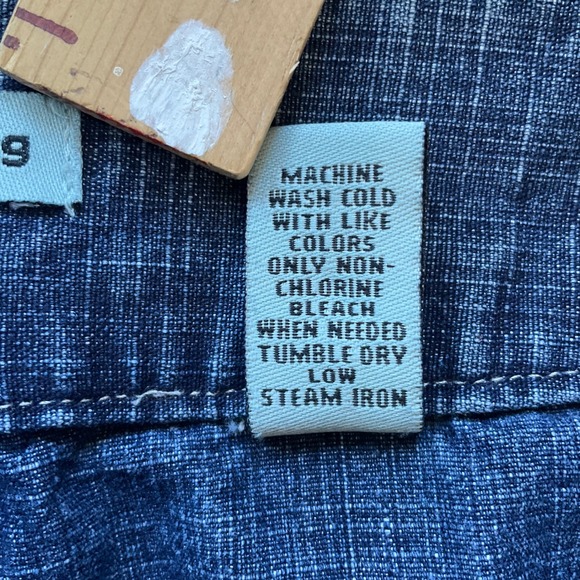 g
MACHINE
WASH COLD
WITH LIKE
COLORS
ONLY NON-
CHLORINE
BLEACH
WHEN NEEDED
TUMBLE DRY
LOW
STEAM IRON